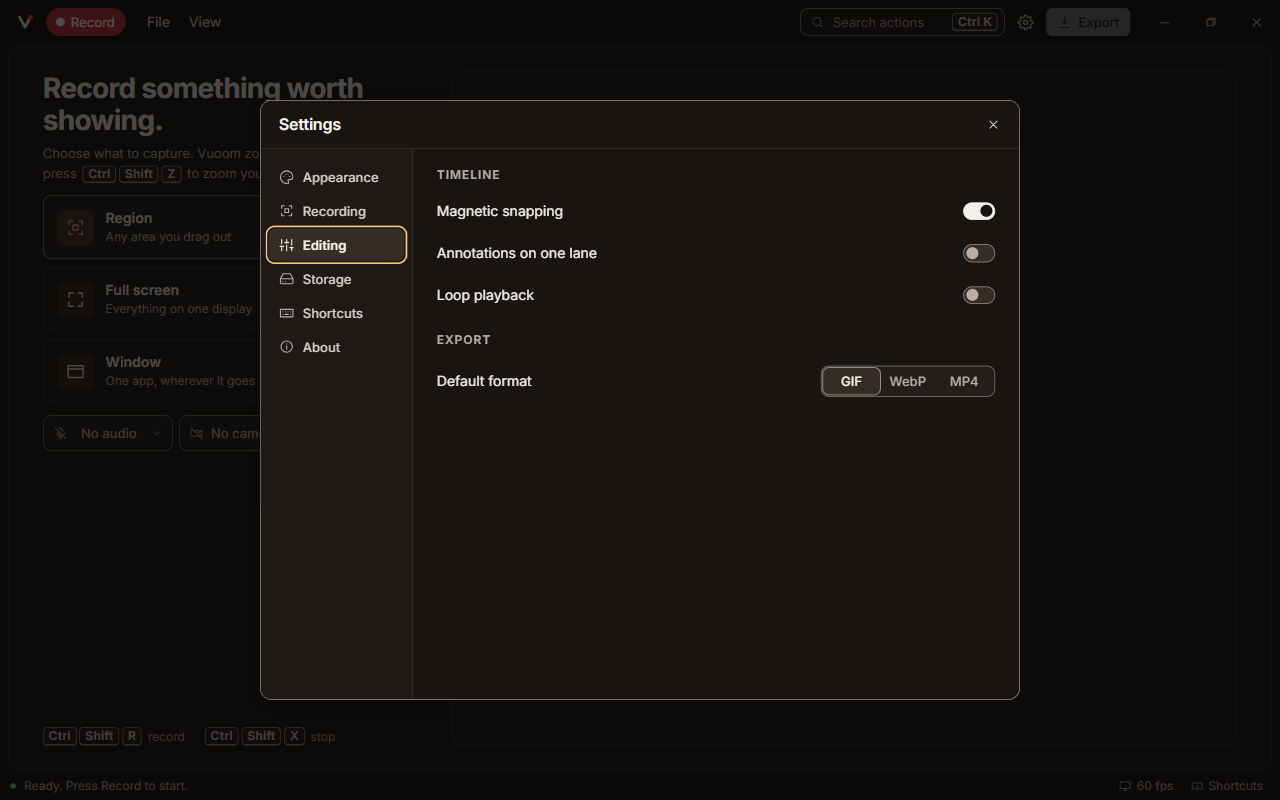 Record
File
View
Search actions
Ctrl K
Export
Record something worth
showing.
Choose what to capture. Vuoom
press Ctrl Shift Z to zoom
Region
Any area you drag out
Full screen
Everything on one display
Window
One app, wherever it goes
No audio
No
Settings
Appearance
Recording
Editing
Storage
Shortcuts
About
TIMELINE
Magnetic snapping
Annotations on one lane
Loop playback
EXPORT
Default format
GIF
WebP
MP4
Ctrl Shift R record
Ctrl Shift X stop
Ready. Press Record to start.
60 fps
Shortcuts